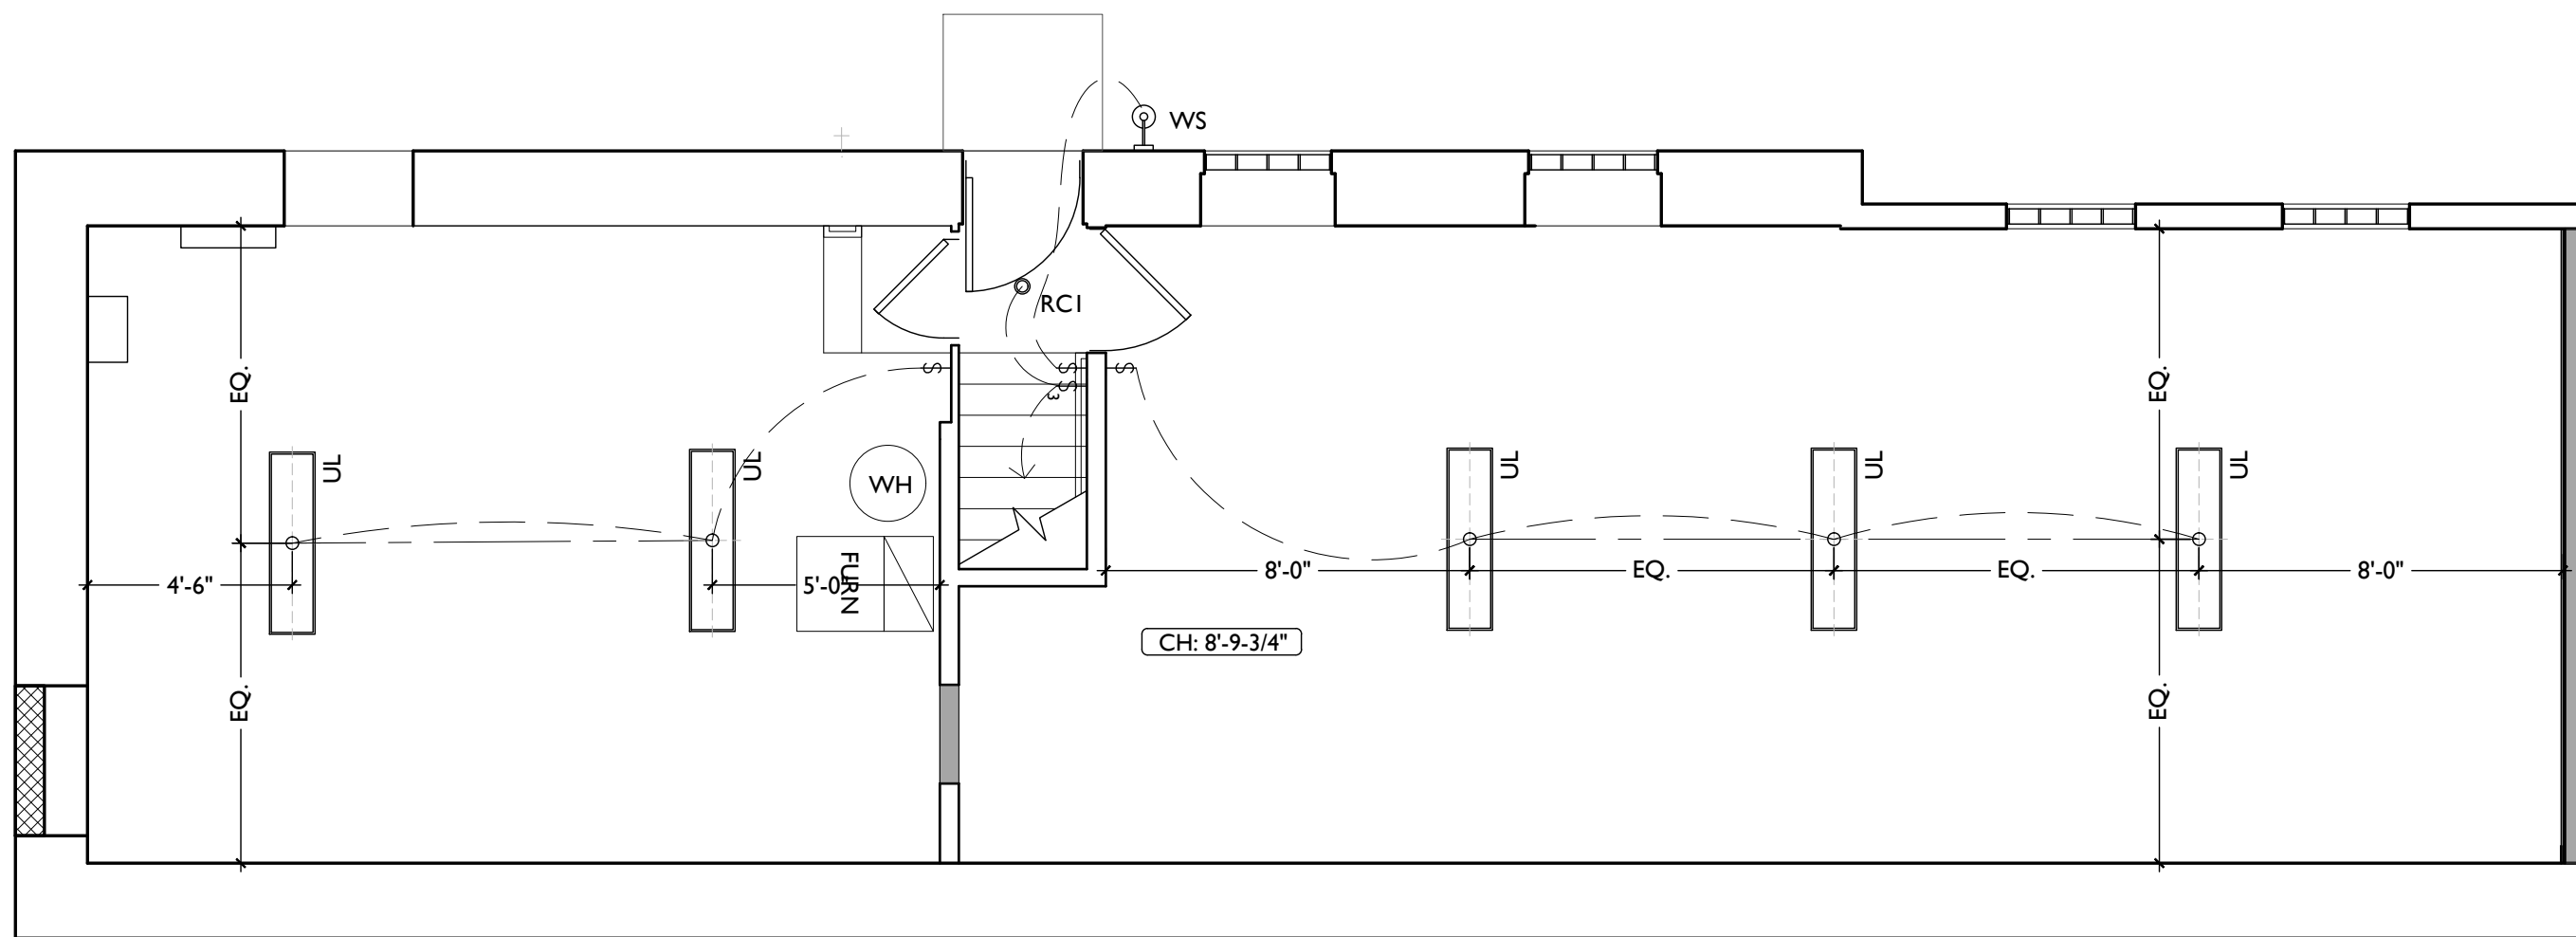 WS
RC1
EQ.
EQ.
S
S
S
S
3
UL
UL
WH
UL
UL
UL
FURN
4'-6"
5'-0"
8'-0"
EQ.
EQ.
8'-0"
CH: 8'-9-3/4"
EQ.
EQ.